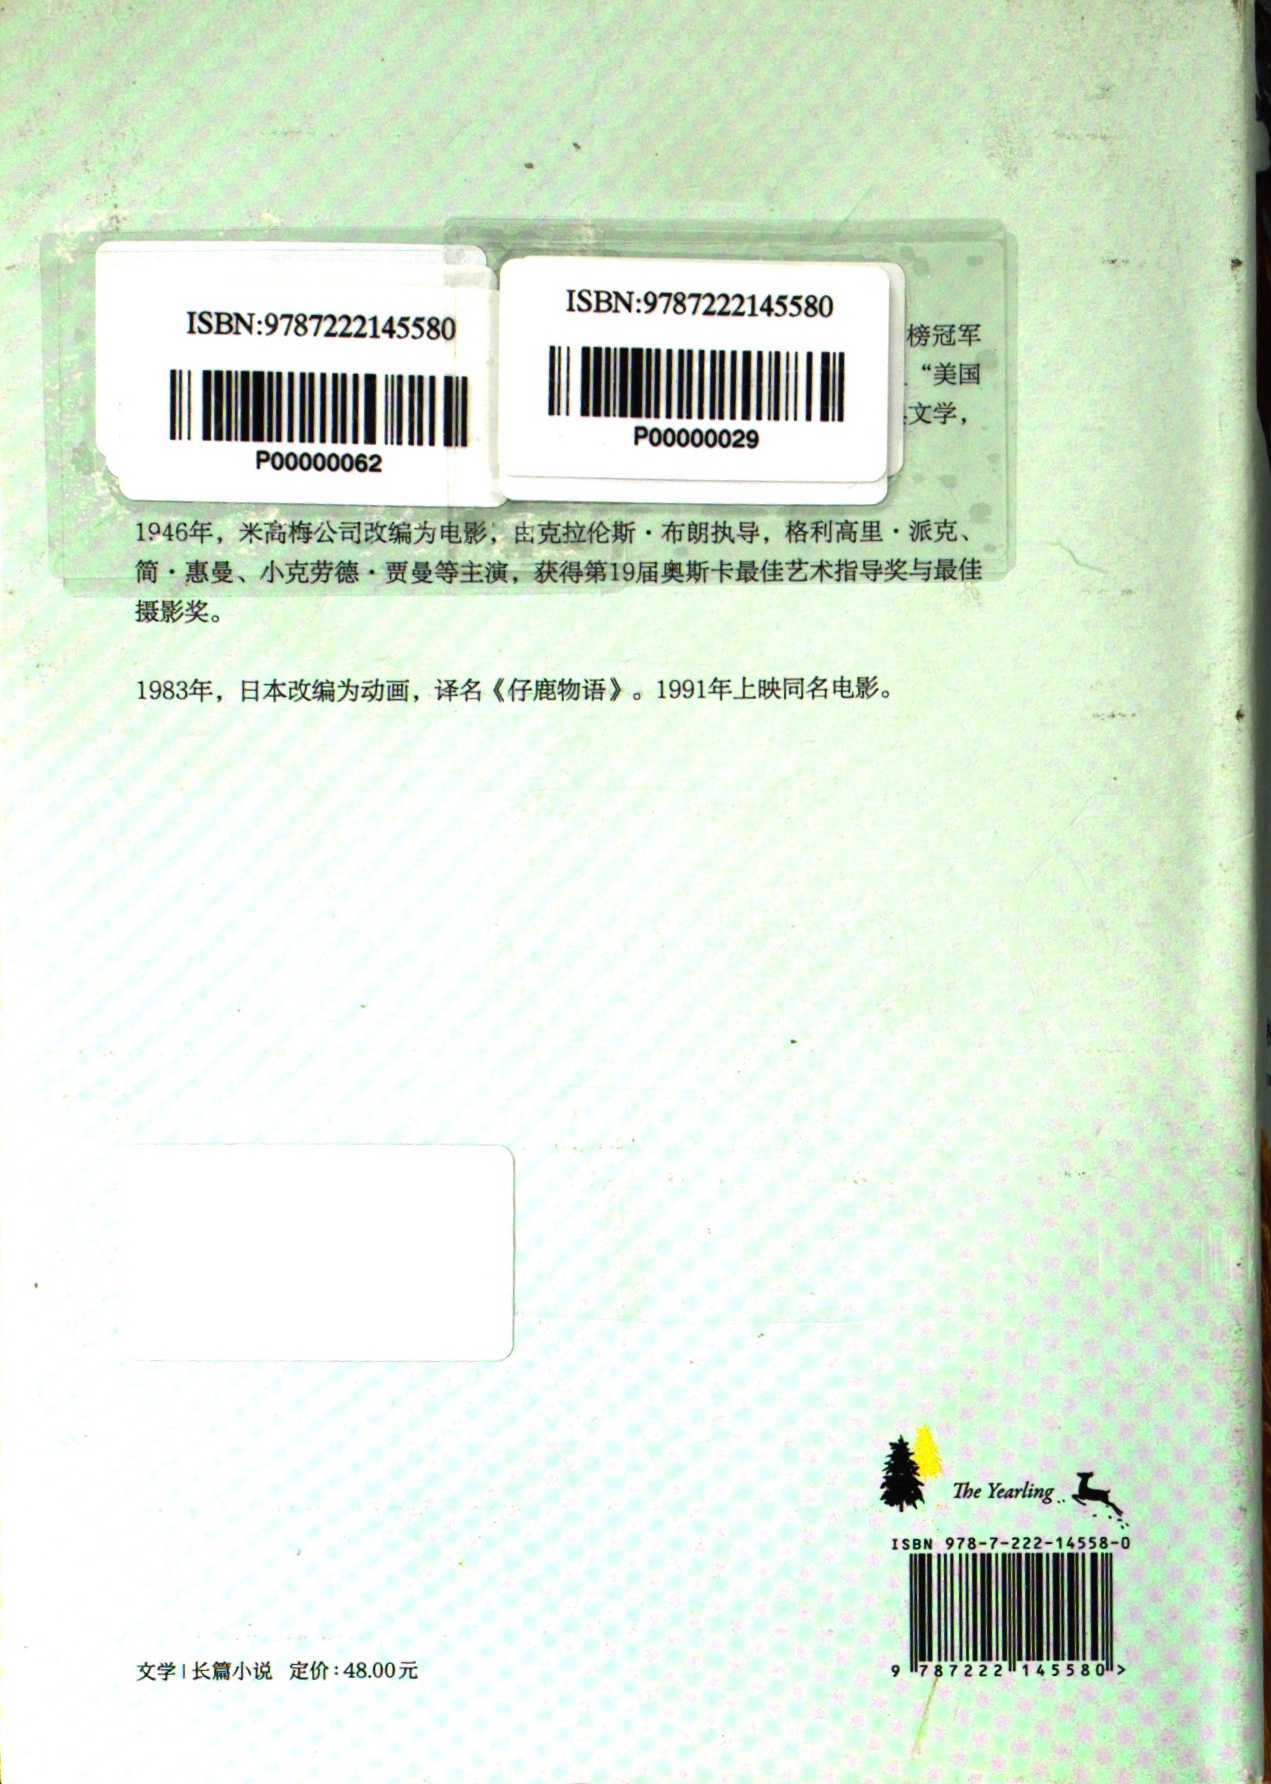 ISBN:9787222145580
P00000062
ISBN:9787222145580
P00000029
榜冠军
“美国
文学，
1946年，米高梅公司改编为电影，由克拉伦斯·布朗执导，格利高里·派克、
简·惠曼、小克劳德·贾曼等主演，获得第19届奥斯卡最佳艺术指导奖与最佳
摄影奖。
1983年，日本改编为动画，译名《仔鹿物语》。1991年上映同名电影。
The Yearling
ISBN 978-7-222-14558-0
9 787222 145580 >
文学 | 长篇小说 定价：48.00元